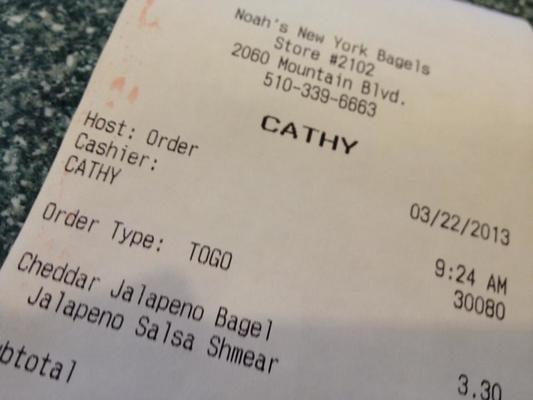 Noah's New York Bagels
Store #2102
2060 Mountain Blvd.
510-339-6663
CATHY
Host: Order
Cashier:
CATHY
03/22/2013
9:24 AM
30080
Order Type: TOGO
Cheddar Jalapeno Bagel
Jalapeno Salsa Shmear
3.30
btotal